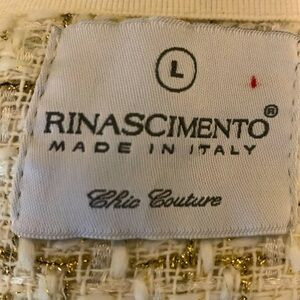 L
RINASCIMENTO®
MADE IN ITALY
Chic Couture